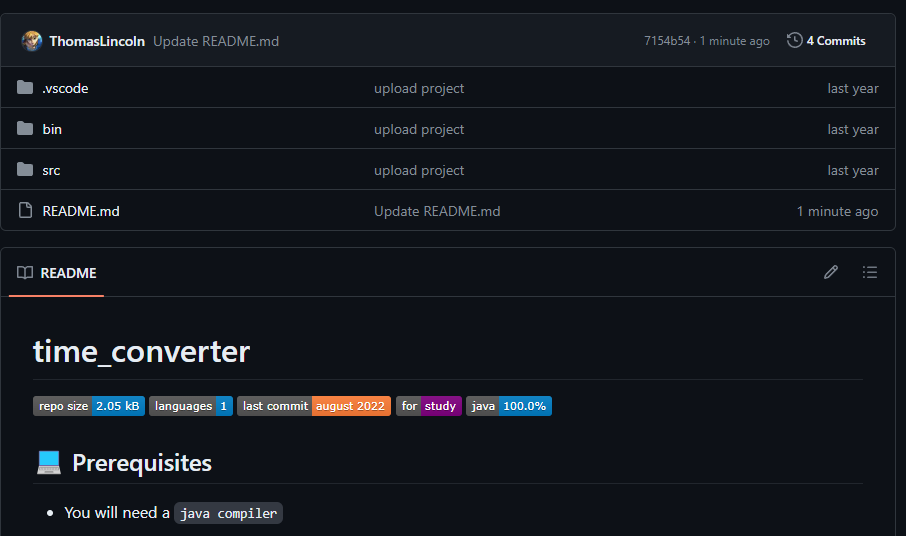 ThomasLincoln Update README.md 7154b54 · 1 minute ago 4 Commits
.vscode upload project last year
bin upload project last year
src upload project last year
README.md Update README.md 1 minute ago
README
time_converter
repo size 2.05 kB languages 1 last commit august 2022 for study java 100.0%
💻 Prerequisites
• You will need a java compiler